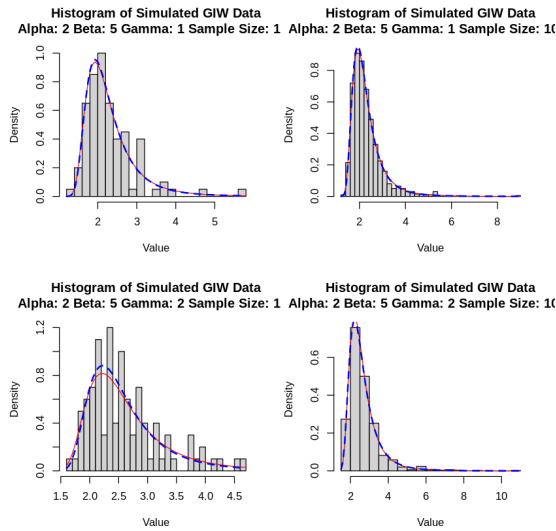 Histogram of Simulated GIW Data
Alpha: 2 Beta: 5 Gamma: 1 Sample Size: 1
Density
0.0 0.2 0.4 0.6 0.8 1.0
2 3 4 5
Value
Histogram of Simulated GIW Data
Alpha: 2 Beta: 5 Gamma: 1 Sample Size: 10
Density
0.0 0.2 0.4 0.6 0.8
2 4 6 8
Value
Histogram of Simulated GIW Data
Alpha: 2 Beta: 5 Gamma: 2 Sample Size: 1
Density
0.0 0.4 0.8 1.2
1.5 2.0 2.5 3.0 3.5 4.0 4.5
Value
Histogram of Simulated GIW Data
Alpha: 2 Beta: 5 Gamma: 2 Sample Size: 10
Density
0.0 0.2 0.4 0.6
2 4 6 8 10
Value